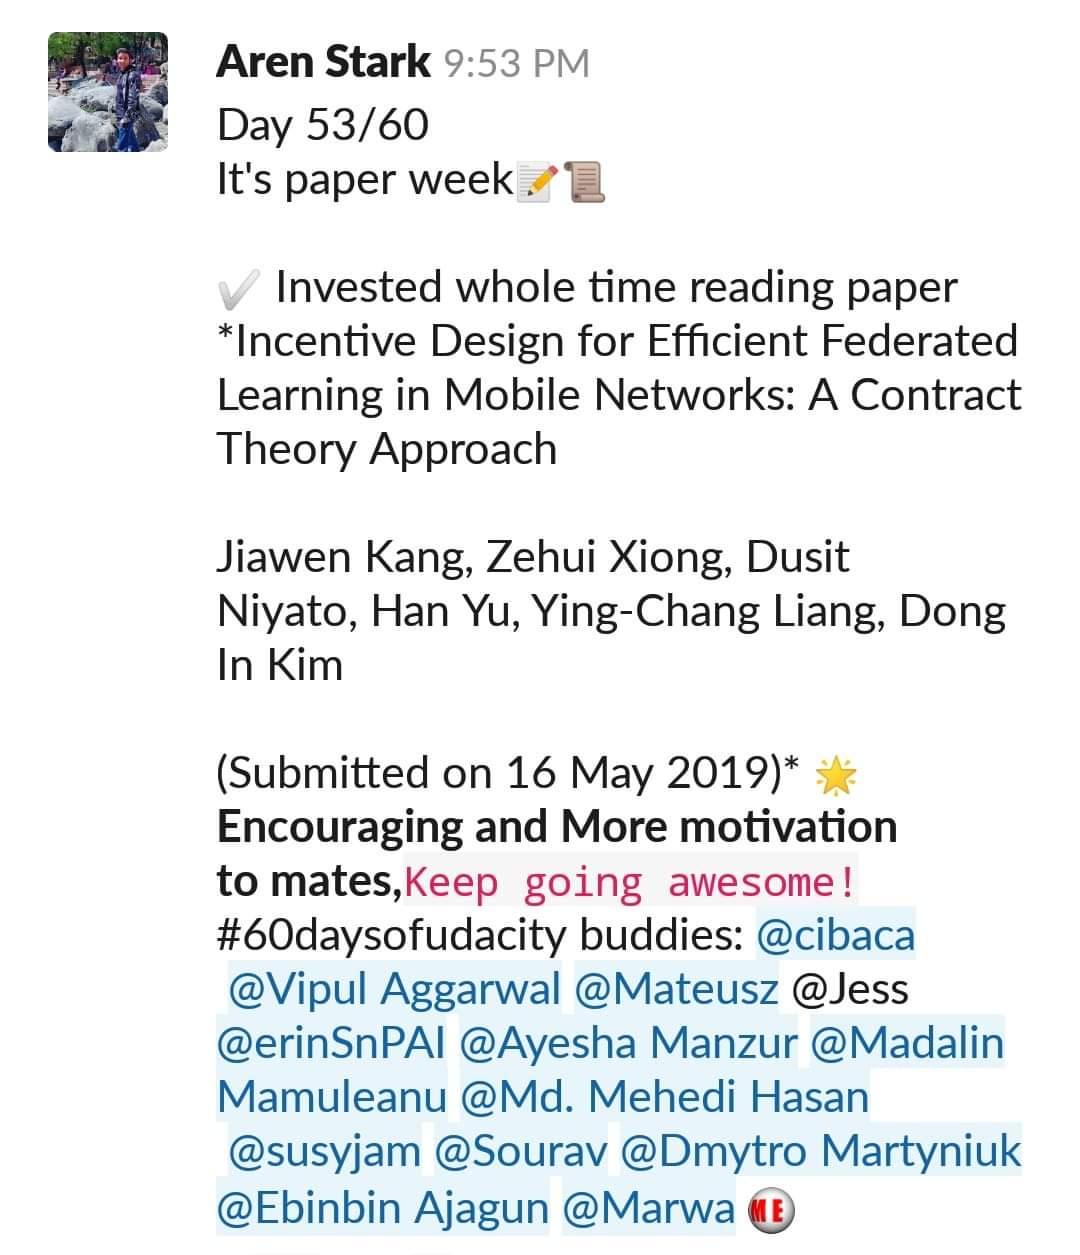 Aren Stark 9:53 PM
Day 53/60
It's paper week📝📜
✔️ Invested whole time reading paper
*Incentive Design for Efficient Federated
Learning in Mobile Networks: A Contract
Theory Approach
Jiawen Kang, Zehui Xiong, Dusit
Niyato, Han Yu, Ying-Chang Liang, Dong
In Kim
(Submitted on 16 May 2019)* 🌟
Encouraging and More motivation
to mates,Keep going awesome!
#60daysofudacity buddies: @cibaca
@Vipul Aggarwal @Mateusz @Jess
@erinSnPAI @Ayesha Manzur @Madalin
Mamuleanu @Md. Mehedi Hasan
@susyjam @Sourav @Dmytro Martyniuk
@Ebinbin Ajagun @Marwa ME